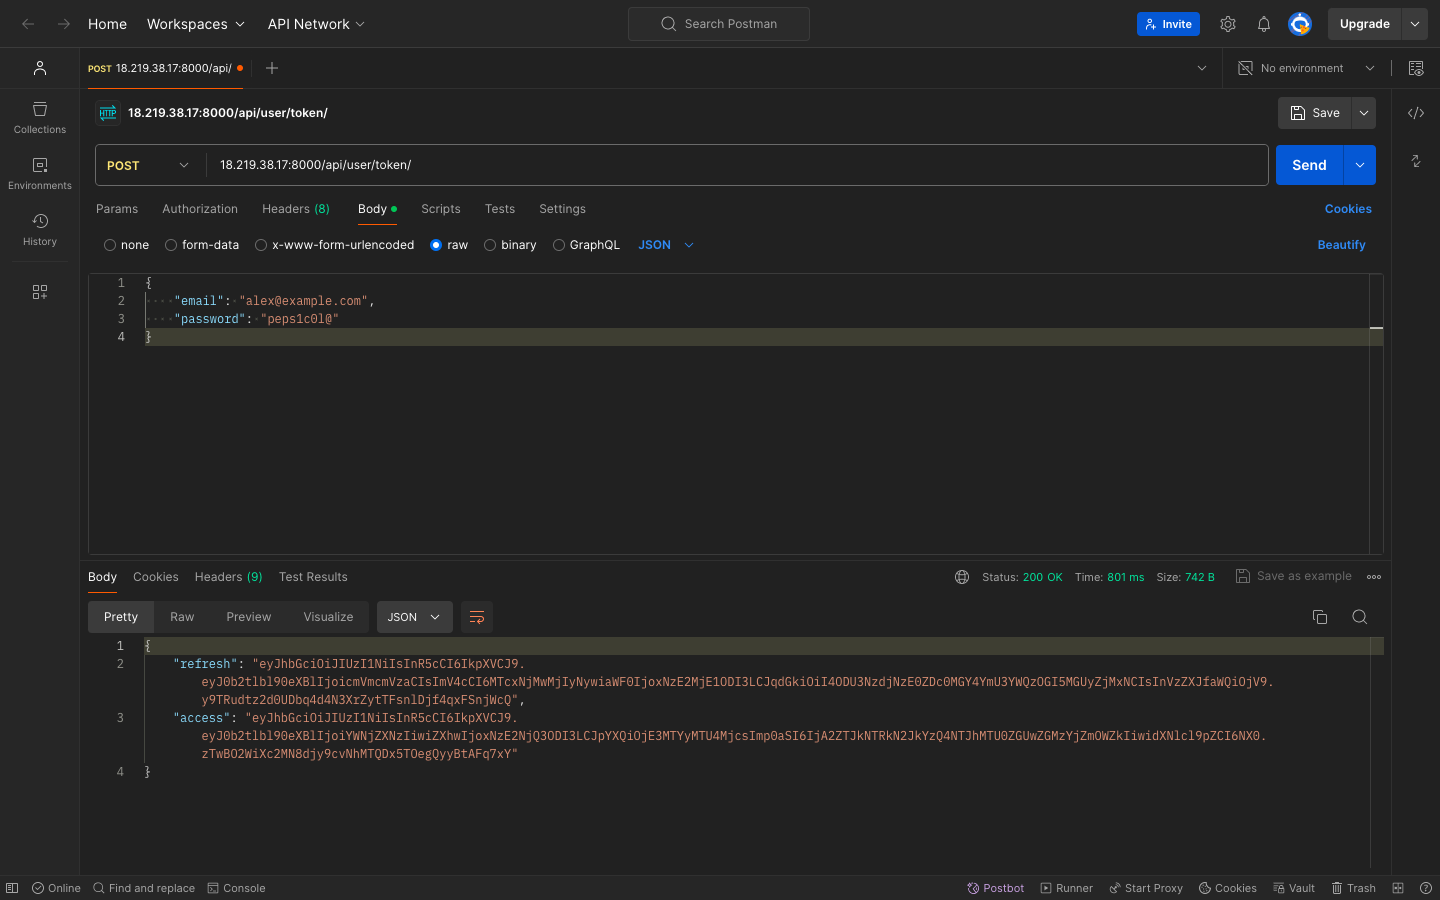 Home Workspaces API Network Search Postman Invite Upgrade
POST 18.219.38.17:8000/api/ No environment
HTTP 18.219.38.17:8000/api/user/token/ Save
Collections
POST 18.219.38.17:8000/api/user/token/ Send
Environments
Params Authorization Headers (8) Body Scripts Tests Settings Cookies
History
none form-data x-www-form-urlencoded raw binary GraphQL JSON Beautify
1 {
2 "email": "alex@example.com",
3 "password": "peps1c0l@"
4 }
Body Cookies Headers (9) Test Results Status: 200 OK Time: 801 ms Size: 742 B Save as example
Pretty Raw Preview Visualize JSON
1 {
2 "refresh": "eyJhbGciOiJIUzI1NiIsInR5cCI6IkpXVCJ9.
eyJ0b2tlbl90eXBlIjoicmVmcmVzaCIsImV4cCI6MTcxNjMwMjIyNywiaWF0IjoxNzE2MjE1ODI3LCJqdGkiOiI4ODU3NzdjNzE0ZDc0MGY4YmU3YWQzOGI5MGUyZjMxNCIsInVzZXJfaWQiOjV9.
y9TRudtz2d0UDbq4d4N3XrZytTFsnlDjf4qxFSnjWcQ",
3 "access": "eyJhbGciOiJIUzI1NiIsInR5cCI6IkpXVCJ9.
eyJ0b2tlbl90eXBlIjoiYWNjZXNzIiwiZXhwIjoxNzE2NjQ3ODI3LCJpYXQiOjE3MTYyMTU4MjcsImp0aSI6IjA2ZTJkNTRkN2JkYzQ4NTJhMTU0ZGUwZGMzYjZmOWZkIiwidXNlcl9pZCI6NX0.
zTwBO2WiXc2MN8djy9cvNhMTQDx5TOegQyyBtAFq7xY"
4 }
Online Find and replace Console Postbot Runner Start Proxy Cookies Vault Trash